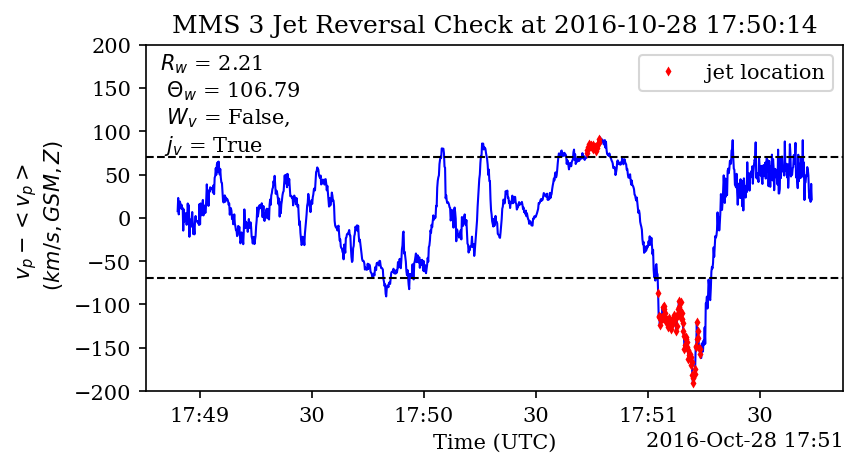 MMS 3 Jet Reversal Check at 2016-10-28 17:50:14
R_w = 2.21
Θ_w = 106.79
W_v = False,
j_v = True
jet location
v_p − < v_p >
(km/s, GSM, Z)
200
150
100
50
0
−50
−100
−150
−200
17:49 30 17:50 30 17:51 30
Time (UTC)
2016-Oct-28 17:51